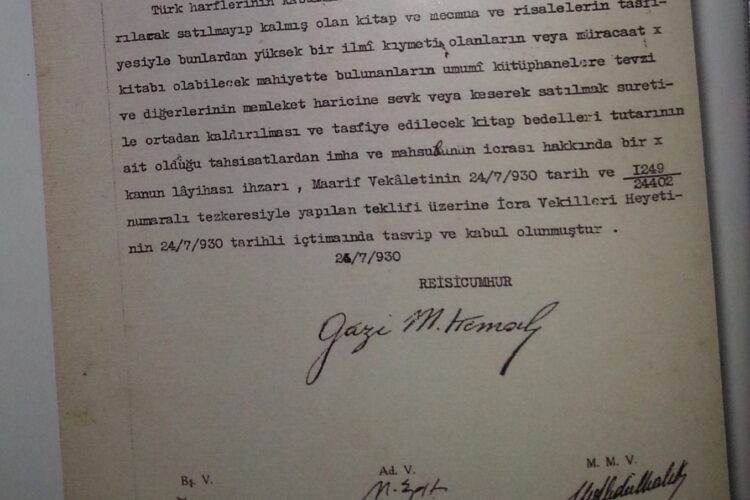 Türk harflerinin
rılarak satılmayıp kalmış olan kitap ve mecmua ve risalelerin tasfi-
yesiyle bunlardan yüksek bir ilmî kıymeti olanların veya müracaat x
kitabı olabilecek mahiyette bulunanların umumî kütüphanelere tevzi
ve diğerlerinin memleket haricine sevk veya keserek satılmak sureti-
le ortadan kaldırılması ve tasfiye edilecek kitap bedelleri tutarının
ait olduğu tahsisatlardan imha ve mahsubunun icrası hakkında bir x
kanun lâyihası ihzarı , Maarif Vekâletinin 24/7/930 tarih ve I249/24402
numaralı tezkeresiyle yapılan teklifi üzerine İcra Vekilleri Heyeti-
nin 24/7/930 tarihli içtimaında tasvip ve kabul olunmuştur .
/7/930
REİSİCUMHUR
Gazi M. Kemal
Bş. V.
Ad. V.
M. M. V.